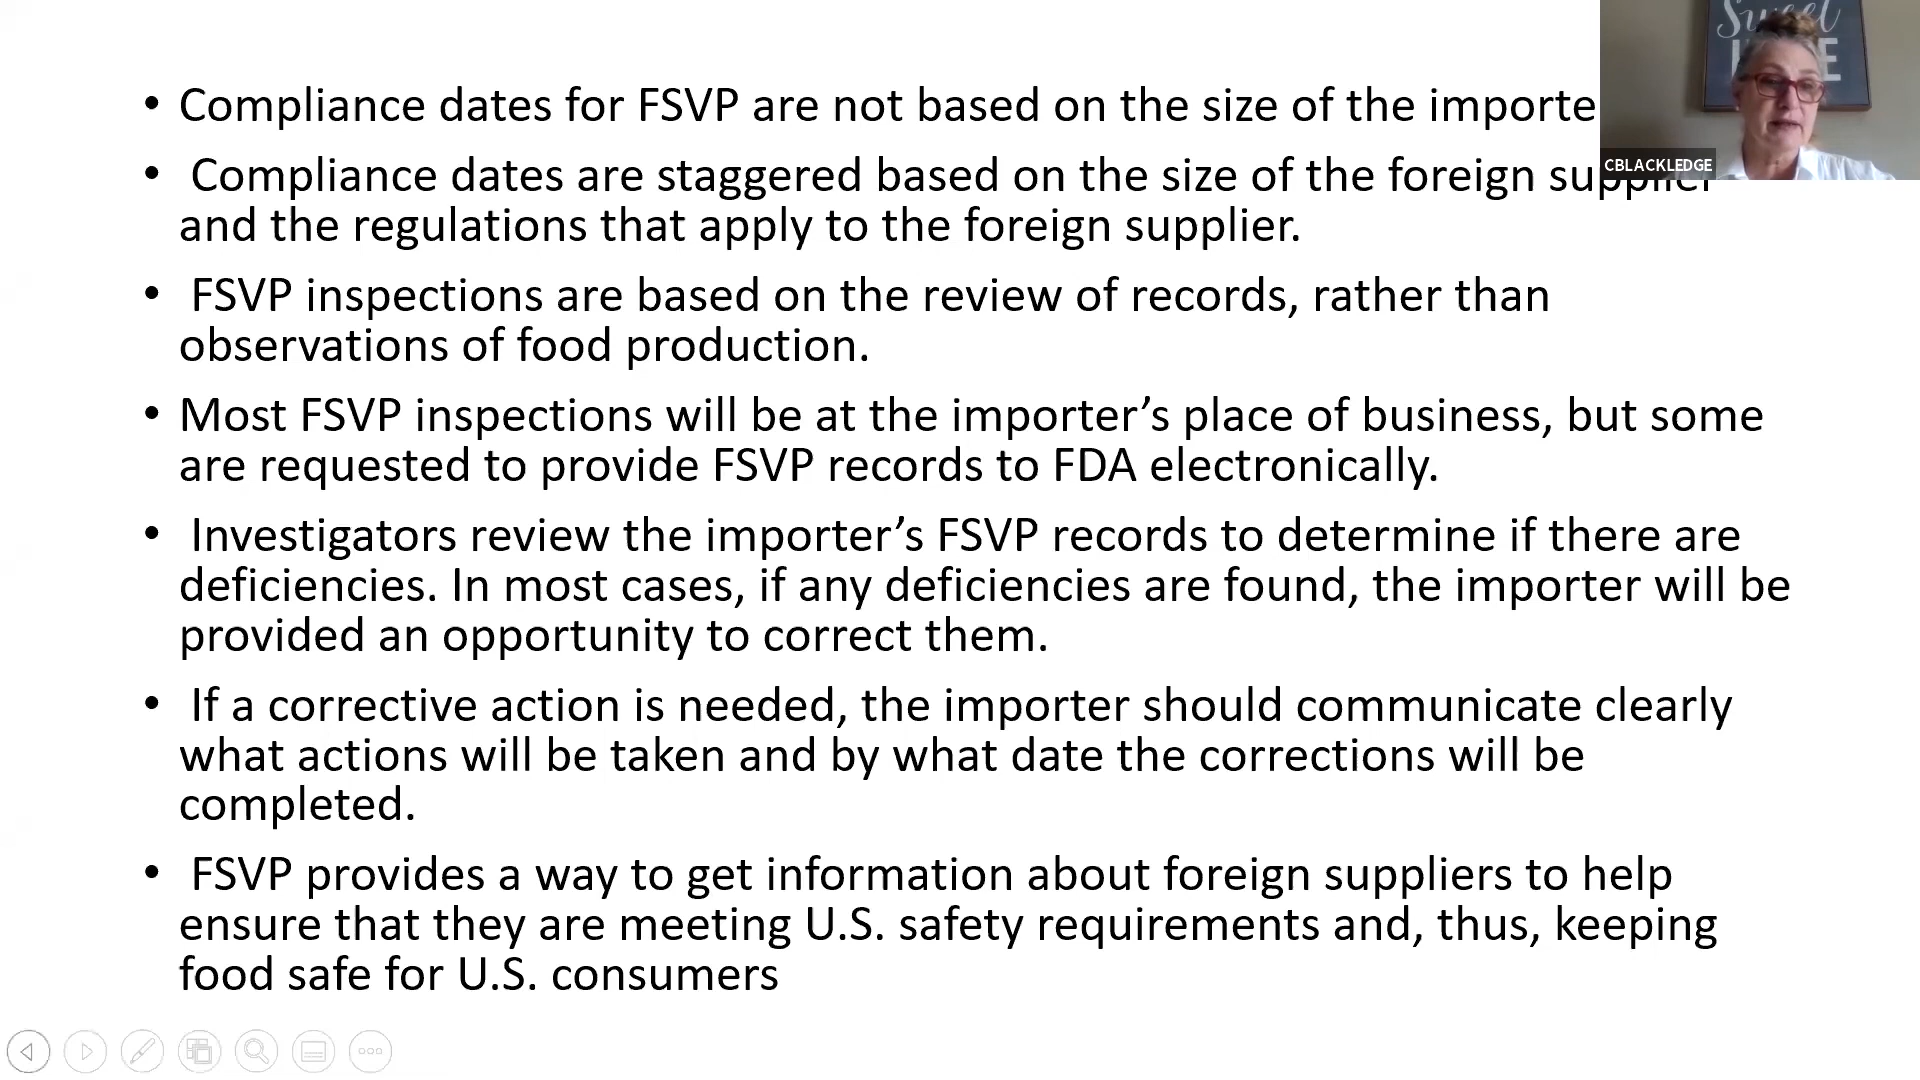 • Compliance dates for FSVP are not based on the size of the importe
• Compliance dates are staggered based on the size of the foreign supplier
and the regulations that apply to the foreign supplier.
• FSVP inspections are based on the review of records, rather than
observations of food production.
• Most FSVP inspections will be at the importer’s place of business, but some
are requested to provide FSVP records to FDA electronically.
• Investigators review the importer’s FSVP records to determine if there are
deficiencies. In most cases, if any deficiencies are found, the importer will be
provided an opportunity to correct them.
• If a corrective action is needed, the importer should communicate clearly
what actions will be taken and by what date the corrections will be
completed.
• FSVP provides a way to get information about foreign suppliers to help
ensure that they are meeting U.S. safety requirements and, thus, keeping
food safe for U.S. consumers
Sweet
CBLACKLEDGE